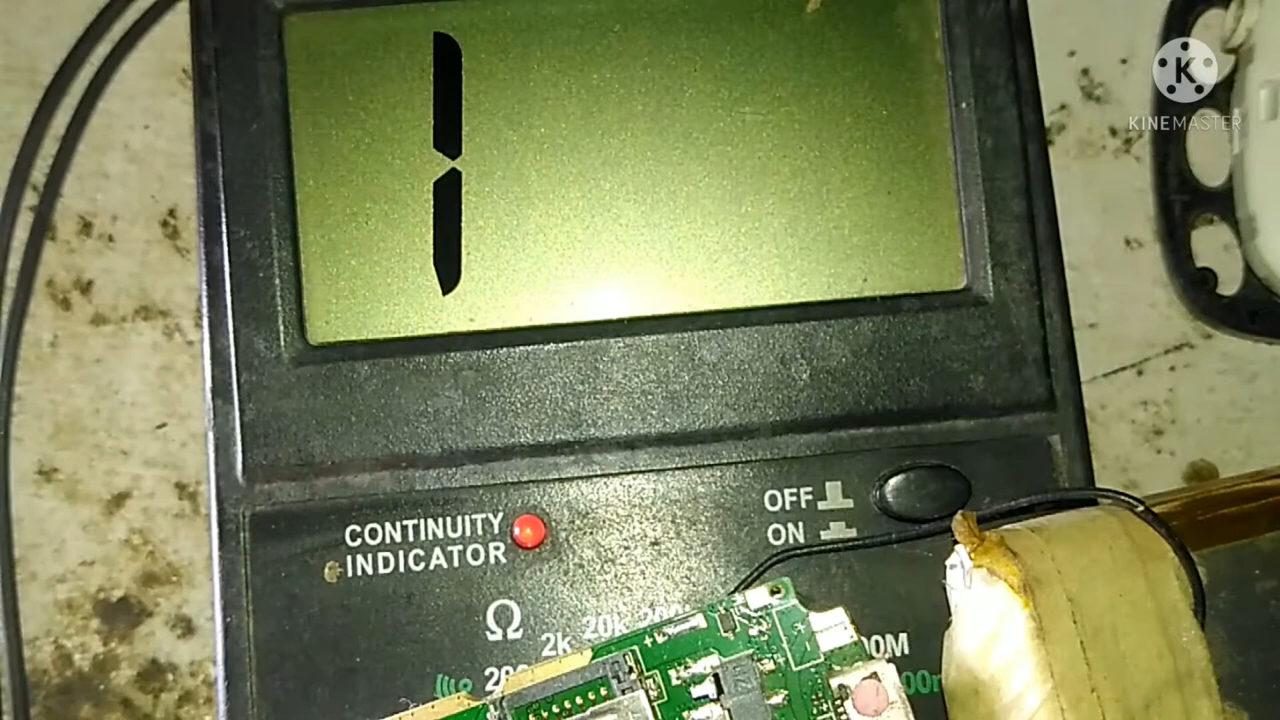 1
K
KINEMASTER
OFF
ON
CONTINUITY
INDICATOR
Ω
2k
20k